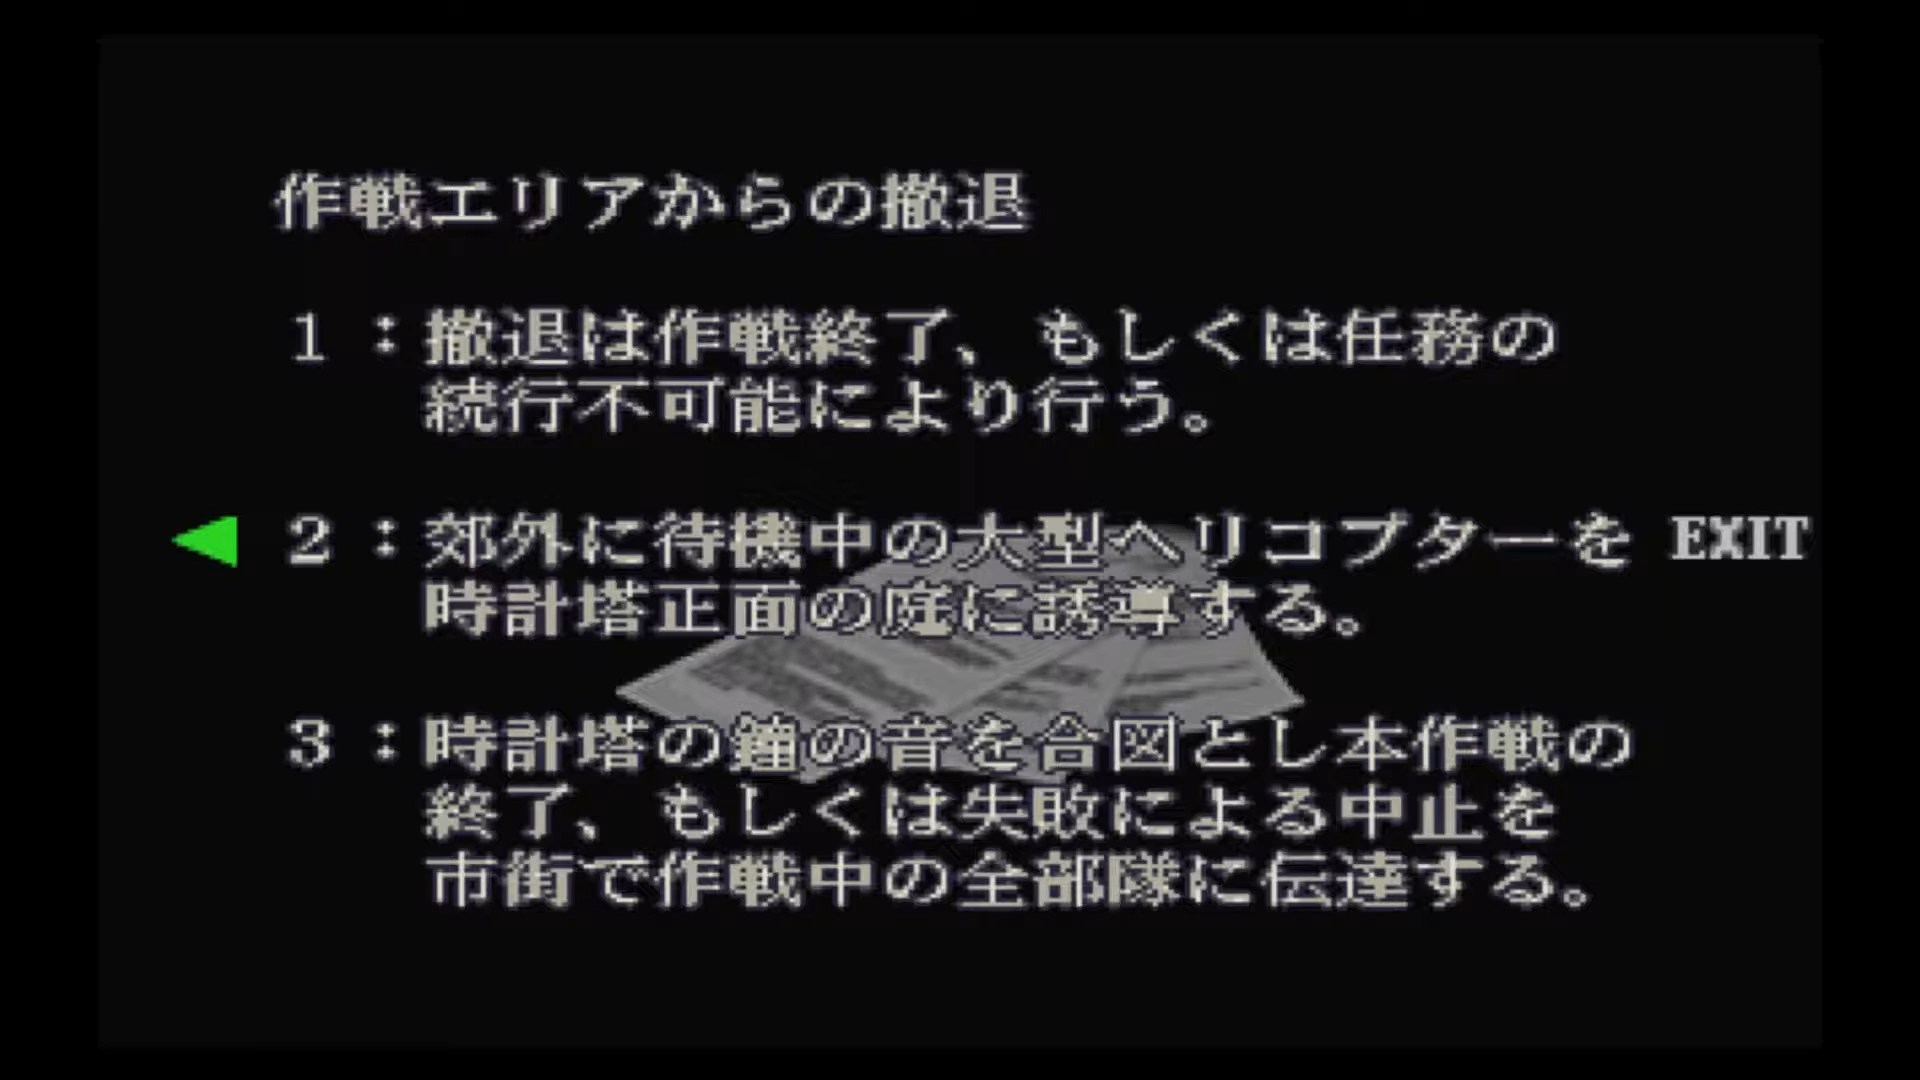 作戦エリアからの撤退
1：撤退は作戦終了、もしくは任務の
続行不可能により行う。
2：郊外に待機中の大型ヘリコプターを
EXIT
時計塔正面の庭に誘導する。
3：時計塔の鐘の音を合図とし本作戦の
終了、もしくは失敗による中止を
市街で作戦中の全部隊に伝達する。